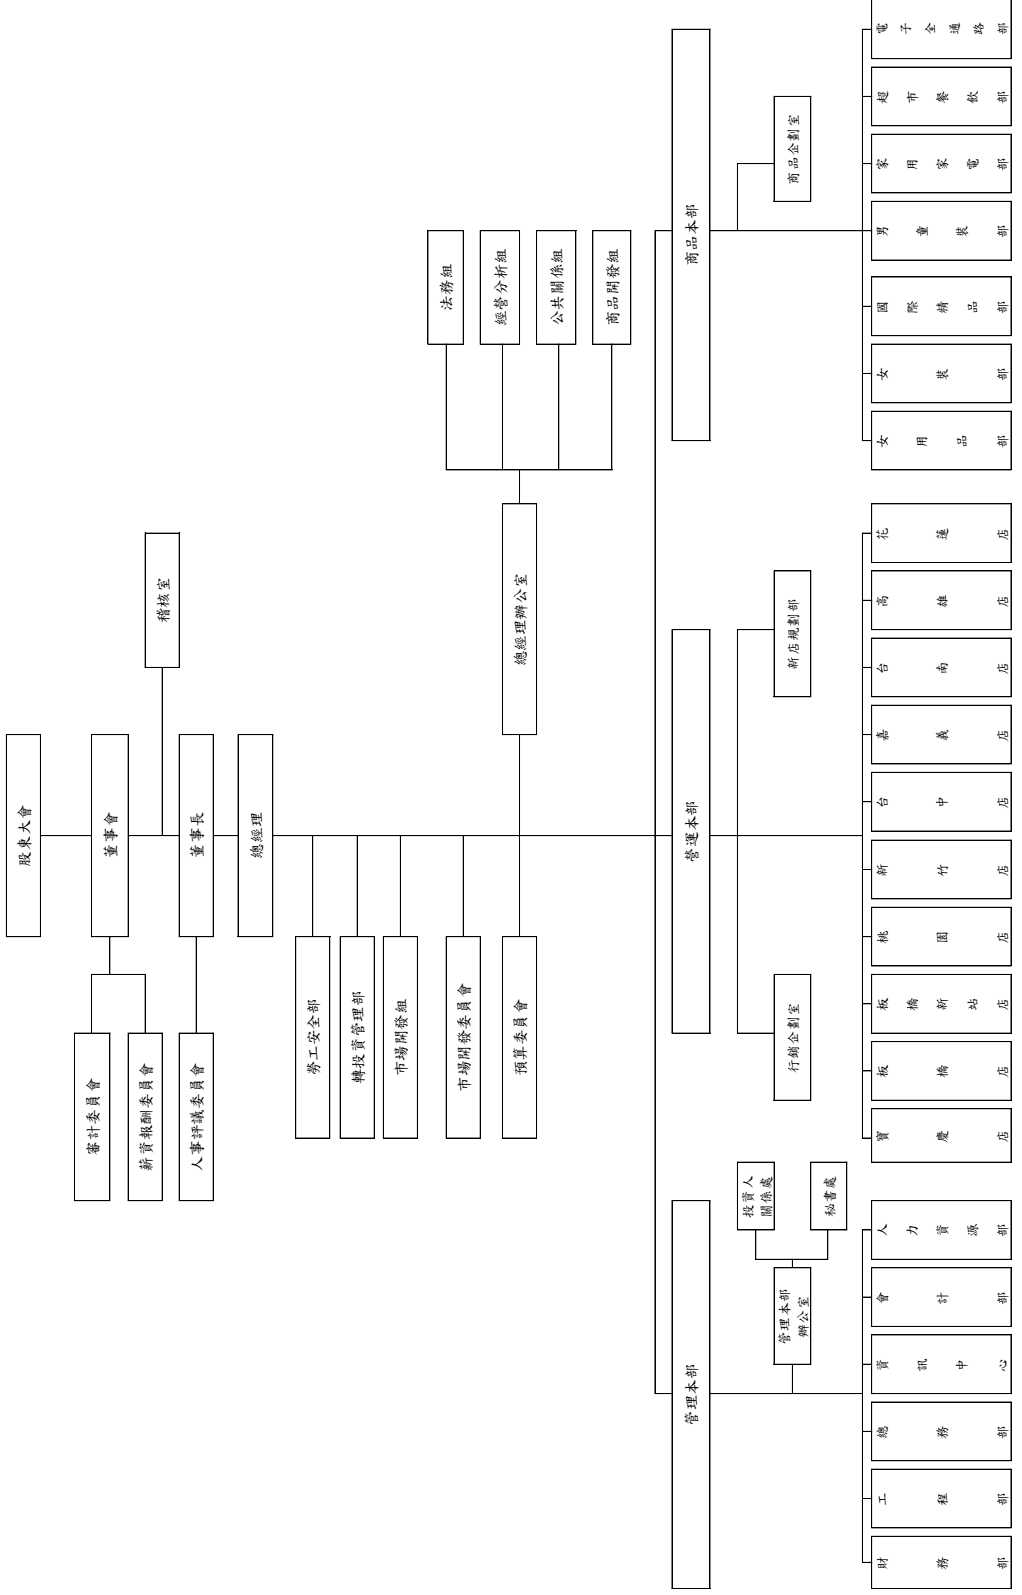 股東大會
董事會
審計委員會
薪資報酬委員會
稽核室
董事長
人事評議委員會
總經理
勞工安全部
轉投資管理部
市場開發組
市場開發委員會
預算委員會
總經理辦公室
法務組
經營分析組
公共關係組
商品開發組
管理本部
營運本部
商品本部
管理本部
辦公室
投資人
關係處
秘書處
行銷企劃室
新店規劃部
商品企劃室
財務部
工程部
總務部
資訊中心
會計部
人力資源部
寶慶店
板橋店
板橋新站店
桃園店
新竹店
台中店
嘉義店
台南店
高雄店
花蓮店
女用品部
女裝部
國際精品部
男童裝部
家用家電部
超市餐飲部
電子全通路部